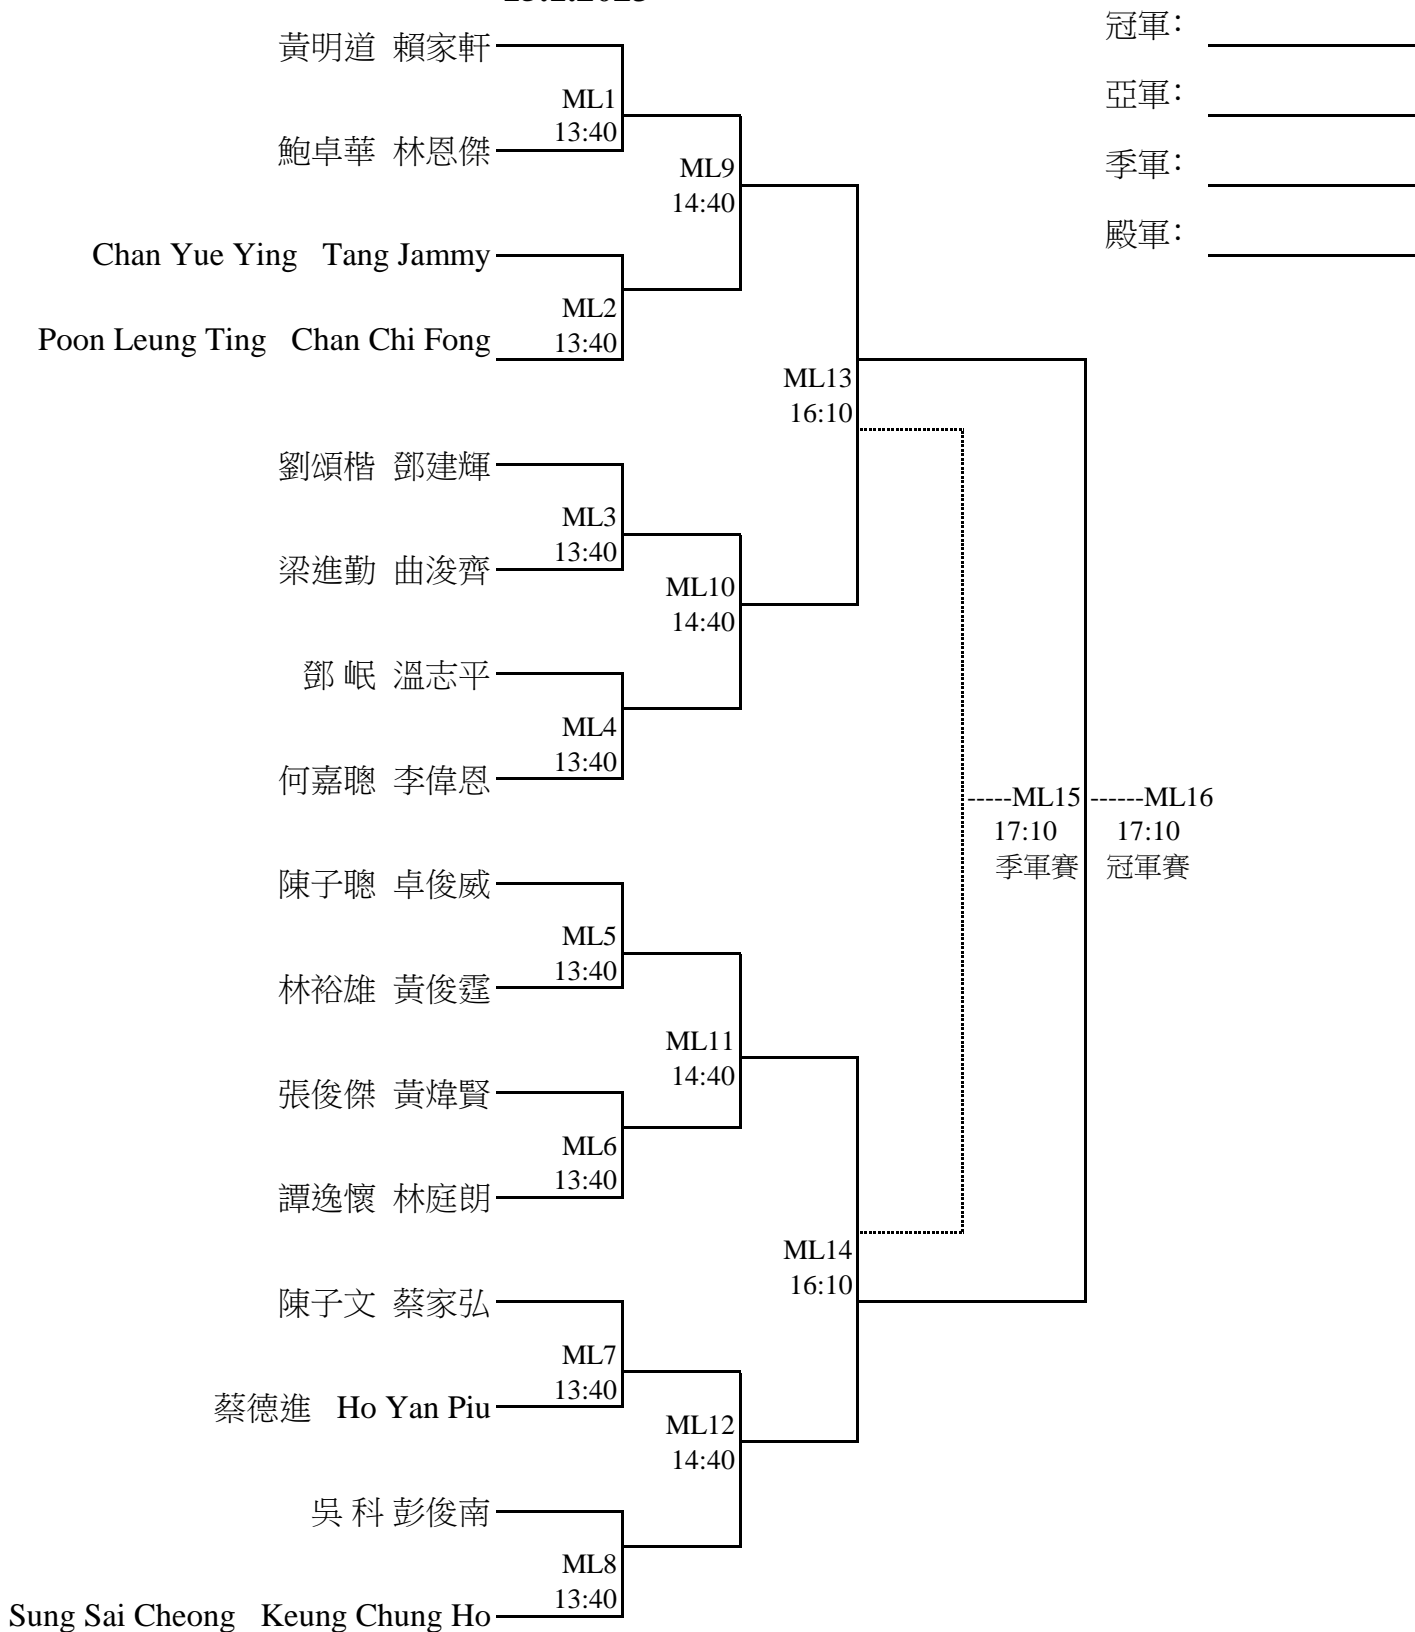 冠軍：
黃明道 賴家軒
亞軍：
ML1
13:40
鮑卓華 林恩傑
季軍：
ML9
14:40
殿軍：
Chan Yue Ying Tang Jammy
ML2
13:40
Poon Leung Ting Chan Chi Fong
ML13
16:10
劉頌楷 鄧建輝
ML3
13:40
梁進勤 曲浚齊
ML10
14:40
鄧 岷 溫志平
ML4
13:40
何嘉聰 李偉恩
-----ML15
17:10
季軍賽
------ML16
17:10
冠軍賽
陳子聰 卓俊威
ML5
13:40
林裕雄 黃俊霆
ML11
14:40
張俊傑 黃煒賢
ML6
13:40
譚逸懷 林庭朗
ML14
16:10
陳子文 蔡家弘
ML7
13:40
蔡德進 Ho Yan Piu
ML12
14:40
吳 科 彭俊南
ML8
13:40
Sung Sai Cheong Keung Chung Ho